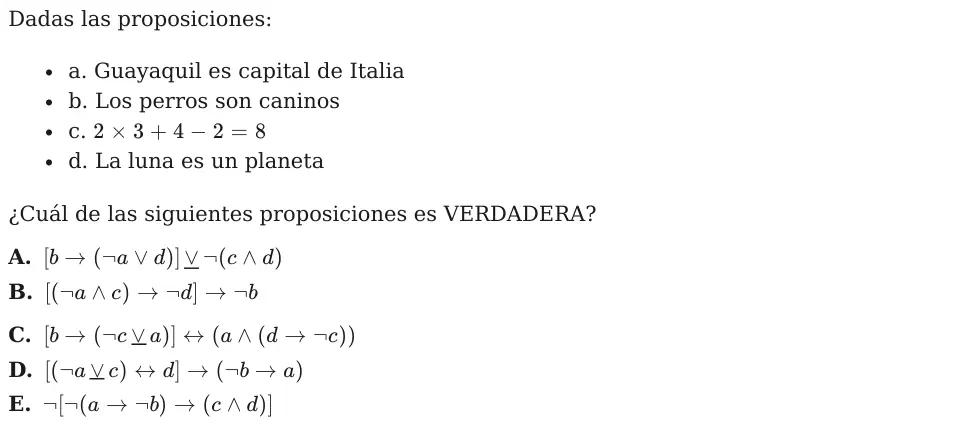 Dadas las proposiciones:
• a. Guayaquil es capital de Italia
• b. Los perros son caninos
• c. 2 × 3 + 4 − 2 = 8
• d. La luna es un planeta
¿Cuál de las siguientes proposiciones es VERDADERA?
A. [b → (¬a ∨ d)] ⊻ ¬(c ∧ d)
B. [(¬a ∧ c) → ¬d] → ¬b
C. [b → (¬c ⊻ a)] ↔ (a ∧ (d → ¬c))
D. [(¬a ⊻ c) ↔ d] → (¬b → a)
E. ¬[¬(a → ¬b) → (c ∧ d)]